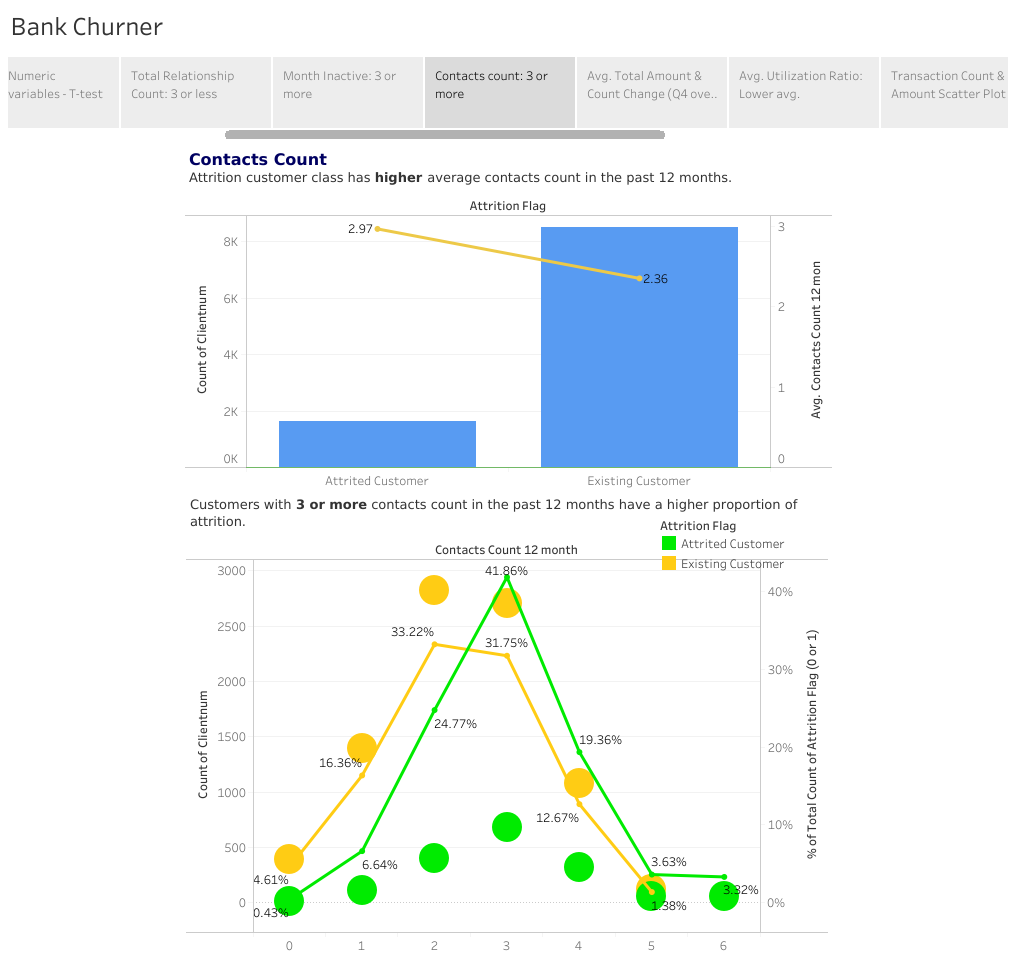 Bank Churner
Numeric
variables - T-test
Total Relationship
Count: 3 or less
Month Inactive: 3 or
more
Contacts count: 3 or
more
Avg. Total Amount &
Count Change (Q4 ove..
Avg. Utilization Ratio:
Lower avg.
Transaction Count &
Amount Scatter Plot
Contacts Count
Attrition customer class has higher average contacts count in the past 12 months.
Attrition Flag
8K
6K
4K
2K
0K
Count of Clientnum
2.97
2.36
3
2
1
0
Avg. Contacts Count 12 mon
Attrited Customer
Existing Customer
Customers with 3 or more contacts count in the past 12 months have a higher proportion of
attrition.
Attrition Flag
Attrited Customer
Existing Customer
Contacts Count 12 month
3000
2500
2000
1500
1000
500
0
Count of Clientnum
41.86%
33.22%
31.75%
24.77%
19.36%
16.36%
12.67%
6.64%
4.61%
0.43%
3.63%
3.32%
1.38%
40%
30%
20%
10%
0%
% of Total Count of Attrition Flag (0 or 1)
0
1
2
3
4
5
6